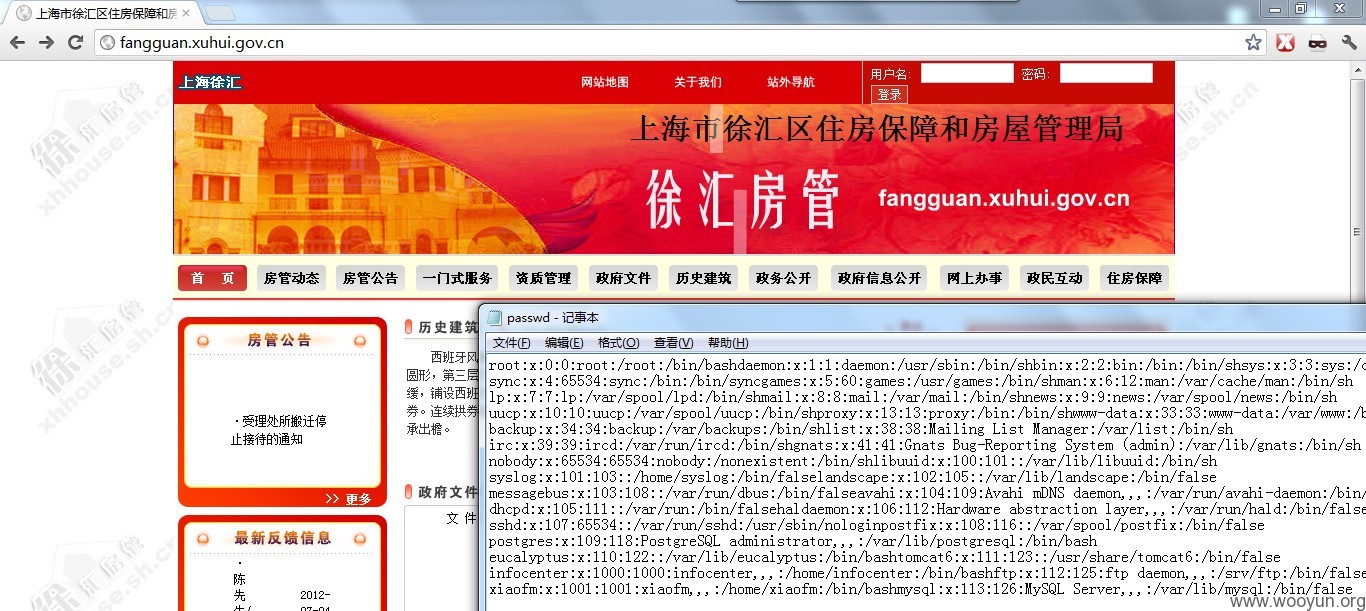 上海市徐汇区住房保障和房
fangguan.xuhui.gov.cn
上海徐汇
网站地图 关于我们 站外导航
用户名: 密码:
登录
上海市徐汇区住房保障和房屋管理局
徐汇房管
fangguan.xuhui.gov.cn
首 页 房管动态 房管公告 一门式服务 资质管理 政府文件 历史建筑 政务公开 政府信息公开 网上办事 政民互动 住房保障
房管公告
·受理处所搬迁停
止接待的通知
>> 更多
最新反馈信息
·
陈
先
2012-
07-04
历史建筑
西班牙风
圆形，第三层
缓，铺设西班
券。连续拱券
承出檐。
政府文件
文 件
passwd - 记事本
文件(F) 编辑(E) 格式(O) 查看(V) 帮助(H)
root:x:0:0:root:/root:/bin/bashdaemon:x:1:1:daemon:/usr/sbin:/bin/shbin:x:2:2:bin:/bin:/bin/shsys:x:3:3:sys:/
sync:x:4:65534:sync:/bin:/bin/syncgames:x:5:60:games:/usr/games:/bin/shman:x:6:12:man:/var/cache/man:/bin/sh
lp:x:7:7:lp:/var/spool/lpd:/bin/shmail:x:8:8:mail:/var/mail:/bin/shnews:x:9:9:news:/var/spool/news:/bin/sh
uucp:x:10:10:uucp:/var/spool/uucp:/bin/shproxy:x:13:13:proxy:/bin:/bin/shwww-data:x:33:33:www-data:/var/www:/
backup:x:34:34:backup:/var/backups:/bin/shlist:x:38:38:Mailing List Manager:/var/list:/bin/sh
irc:x:39:39:ircd:/var/run/ircd:/bin/shgnats:x:41:41:Gnats Bug-Reporting System (admin):/var/lib/gnats:/bin/sh
nobody:x:65534:65534:nobody:/nonexistent:/bin/shlibuuid:x:100:101::/var/lib/libuuid:/bin/sh
syslog:x:101:103::/home/syslog:/bin/falselandscape:x:102:105::/var/lib/landscape:/bin/false
messagebus:x:103:108::/var/run/dbus:/bin/falseavahi:x:104:109:Avahi mDNS daemon,,,:/var/run/avahi-daemon:/bin/
dhcpd:x:105:111::/var/run:/bin/falsehaldaemon:x:106:112:Hardware abstraction layer,,,:/var/run/hald:/bin/false
sshd:x:107:65534::/var/run/sshd:/usr/sbin/nologinpostfix:x:108:116::/var/spool/postfix:/bin/false
postgres:x:109:118:PostgreSQL administrator,,,:/var/lib/postgresql:/bin/bash
eucalyptus:x:110:122::/var/lib/eucalyptus:/bin/bashtomcat6:x:111:123::/usr/share/tomcat6:/bin/false
infocenter:x:1000:1000:infocenter,,,:/home/infocenter:/bin/bashftp:x:112:125:ftp daemon,,,:/srv/ftp:/bin/false
xiaofm:x:1001:1001:xiaofm,,,:/home/xiaofm:/bin/bashmysql:x:113:126:MySQL Server,,,:/var/lib/mysql:/bin/false
www.wooyun.org
徐汇房管
xhhouse.sh.cn